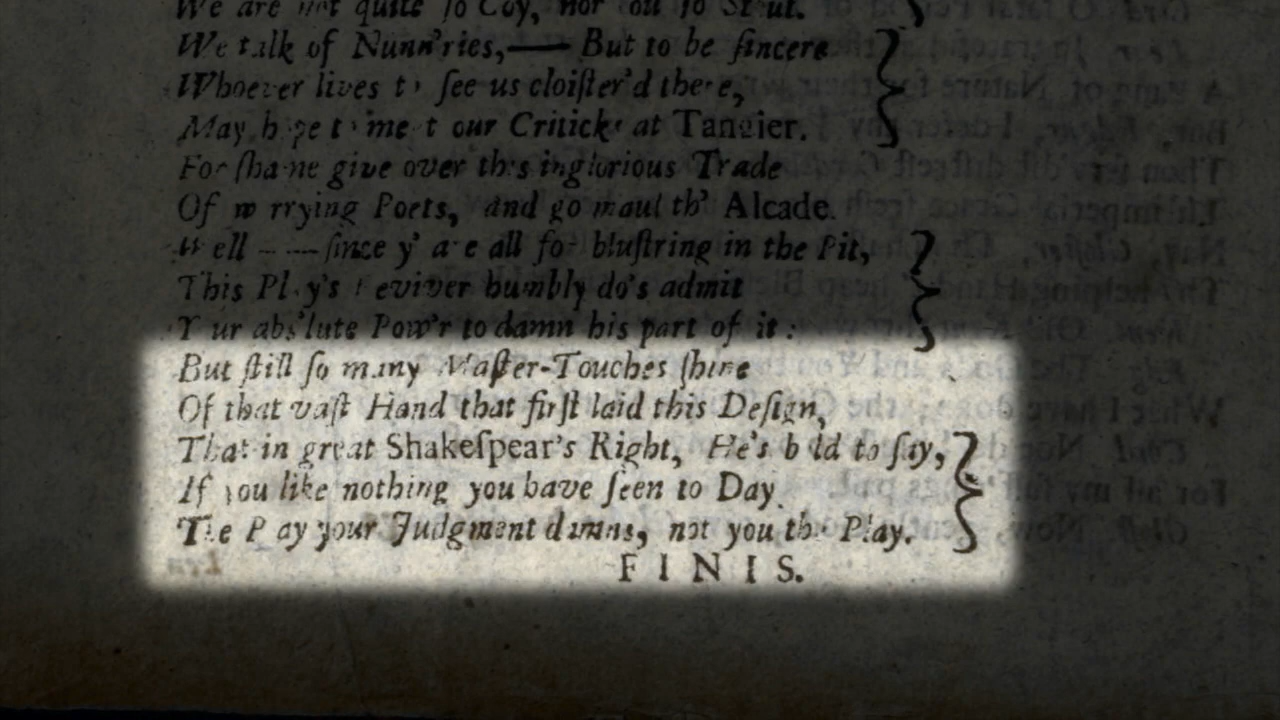 We are not quite so Coy, nor
We talk of Nunn'ries,—— But to be ſincere
Whoever lives to ſee us cloiſter'd there,
May hope to meet our Criticks at Tangier.
For ſhame give over this inglorious Trade
Of worrying Poets, and go maul th' Alcade.
Well — —ſince y' are all for bluſtring in the Pit,
This Play's Reviver humbly do's admit
Your abs'lute Pow'r to damn his part of it:
But ſtill ſo many Maſter-Touches ſhine
Of that vaſt Hand that firſt laid this Deſign,
That in great Shakeſpear's Right, He's bold to ſay,
If you like nothing you have ſeen to Day
The Play your Judgment damns, not you the Play.
FINIS.